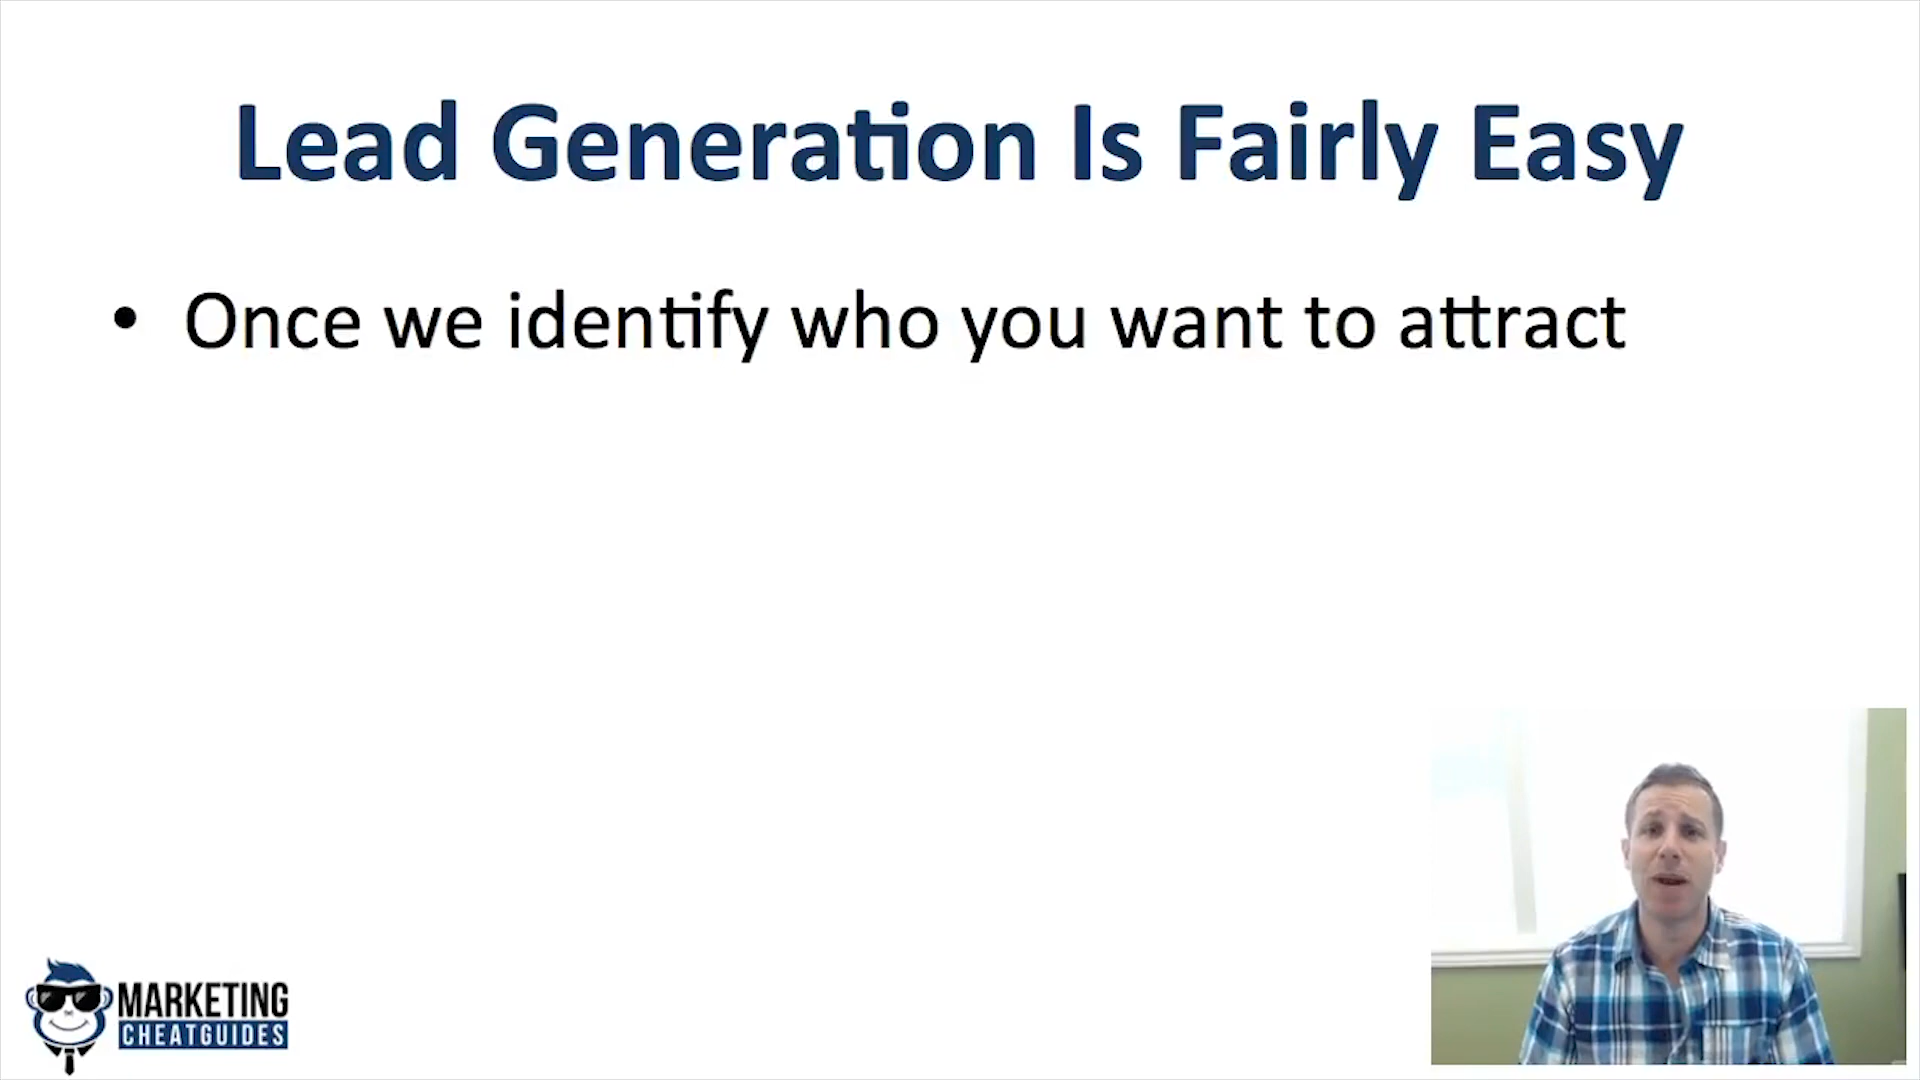 Lead Generation Is Fairly Easy
• Once we identify who you want to attract
MARKETING
CHEATGUIDES